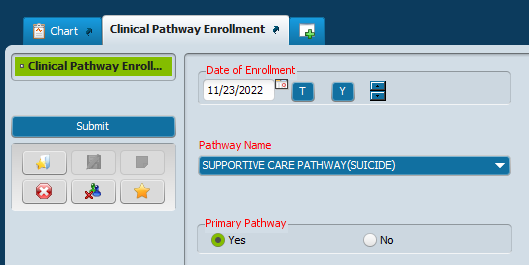 Chart
Clinical Pathway Enrollment
Clinical Pathway Enroll...
Submit
Date of Enrollment
11/23/2022
T
Y
Pathway Name
SUPPORTIVE CARE PATHWAY(SUICIDE)
Primary Pathway
Yes
No